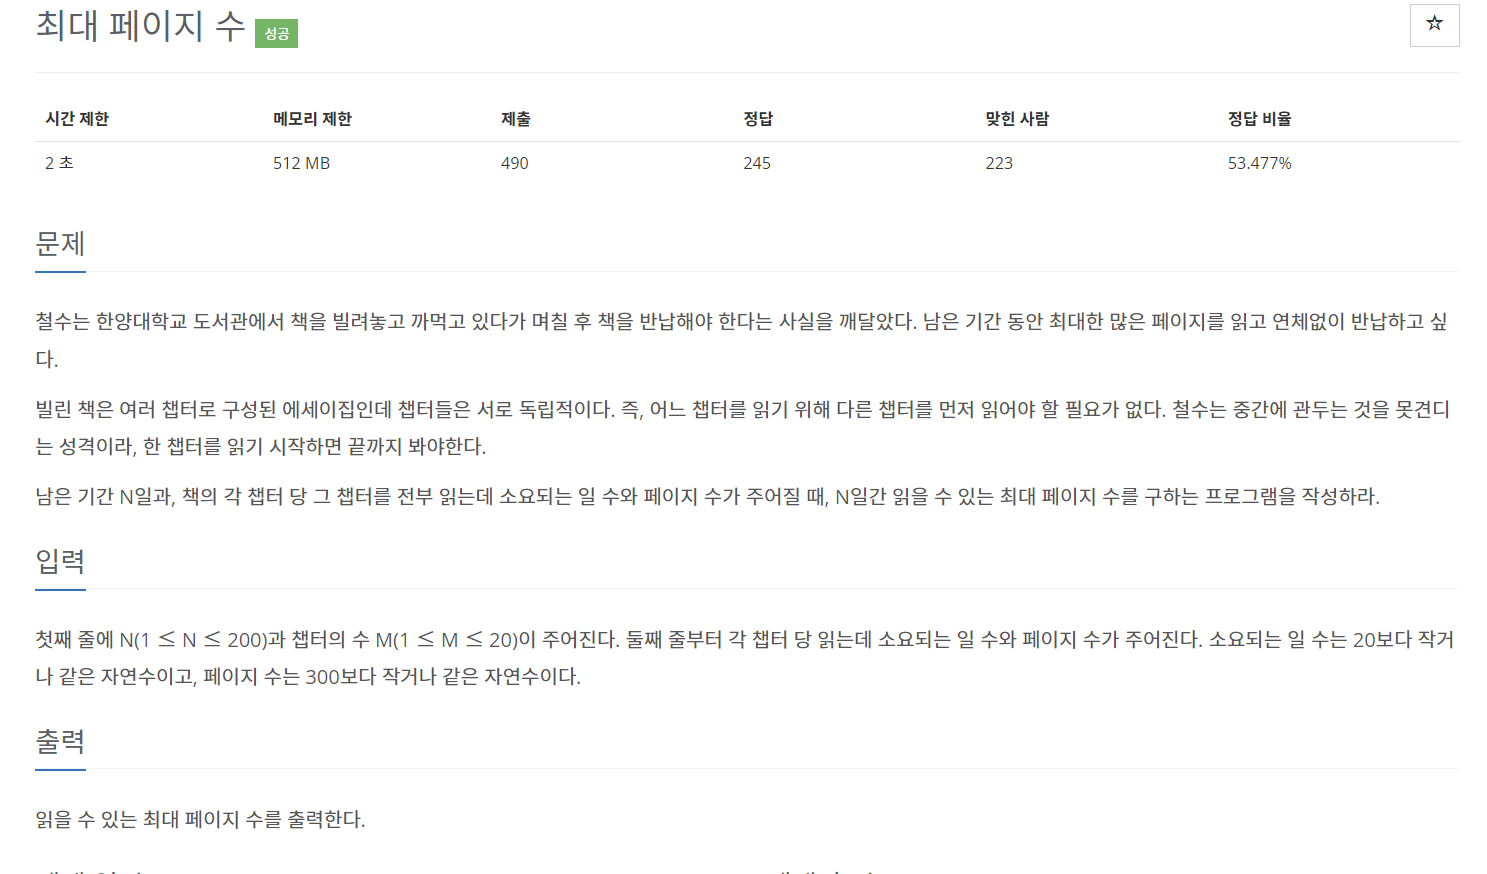 최대 페이지 수 성공
☆
시간 제한 메모리 제한 제출 정답 맞힌 사람 정답 비율
2 초 512 MB 490 245 223 53.477%
문제
철수는 한양대학교 도서관에서 책을 빌려놓고 까먹고 있다가 며칠 후 책을 반납해야 한다는 사실을 깨달았다. 남은 기간 동안 최대한 많은 페이지를 읽고 연체없이 반납하고 싶
다.
빌린 책은 여러 챕터로 구성된 에세이집인데 챕터들은 서로 독립적이다. 즉, 어느 챕터를 읽기 위해 다른 챕터를 먼저 읽어야 할 필요가 없다. 철수는 중간에 관두는 것을 못견디
는 성격이라, 한 챕터를 읽기 시작하면 끝까지 봐야한다.
남은 기간 N일과, 책의 각 챕터 당 그 챕터를 전부 읽는데 소요되는 일 수와 페이지 수가 주어질 때, N일간 읽을 수 있는 최대 페이지 수를 구하는 프로그램을 작성하라.
입력
첫째 줄에 N(1 ≤ N ≤ 200)과 챕터의 수 M(1 ≤ M ≤ 20)이 주어진다. 둘째 줄부터 각 챕터 당 읽는데 소요되는 일 수와 페이지 수가 주어진다. 소요되는 일 수는 20보다 작거
나 같은 자연수이고, 페이지 수는 300보다 작거나 같은 자연수이다.
출력
읽을 수 있는 최대 페이지 수를 출력한다.